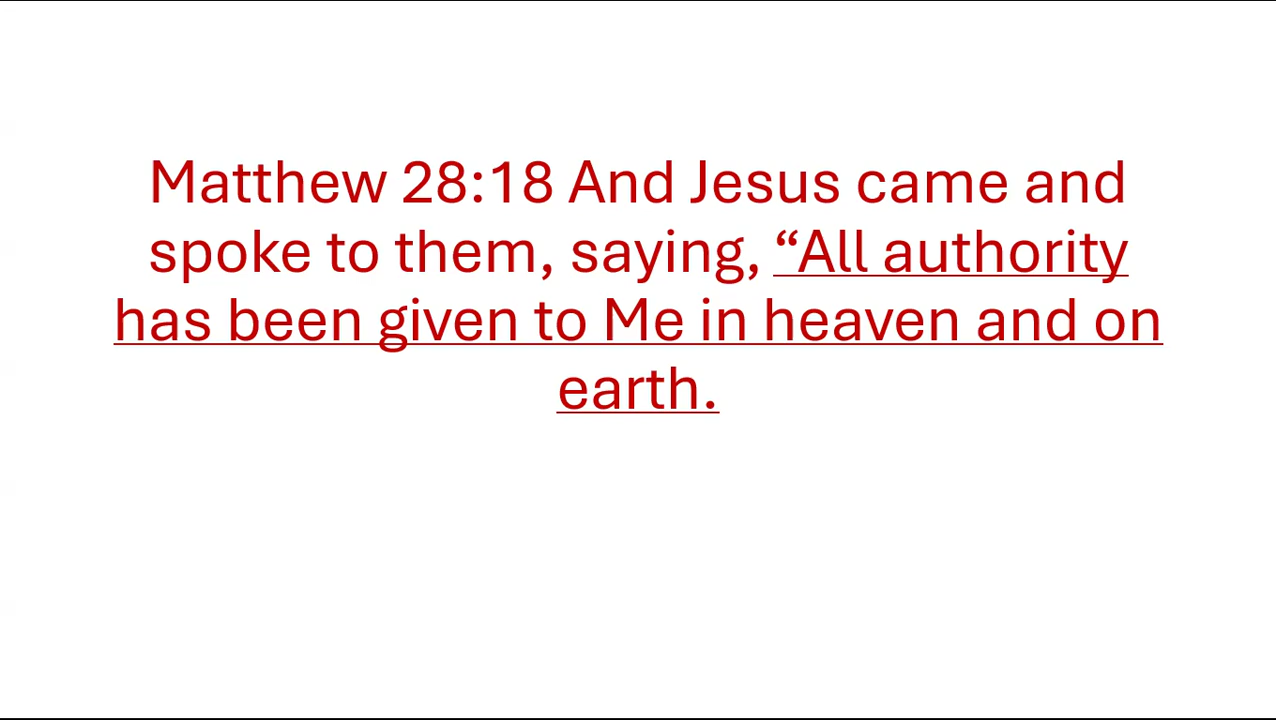 Matthew 28:18 And Jesus came and
spoke to them, saying, “All authority
has been given to Me in heaven and on
earth.